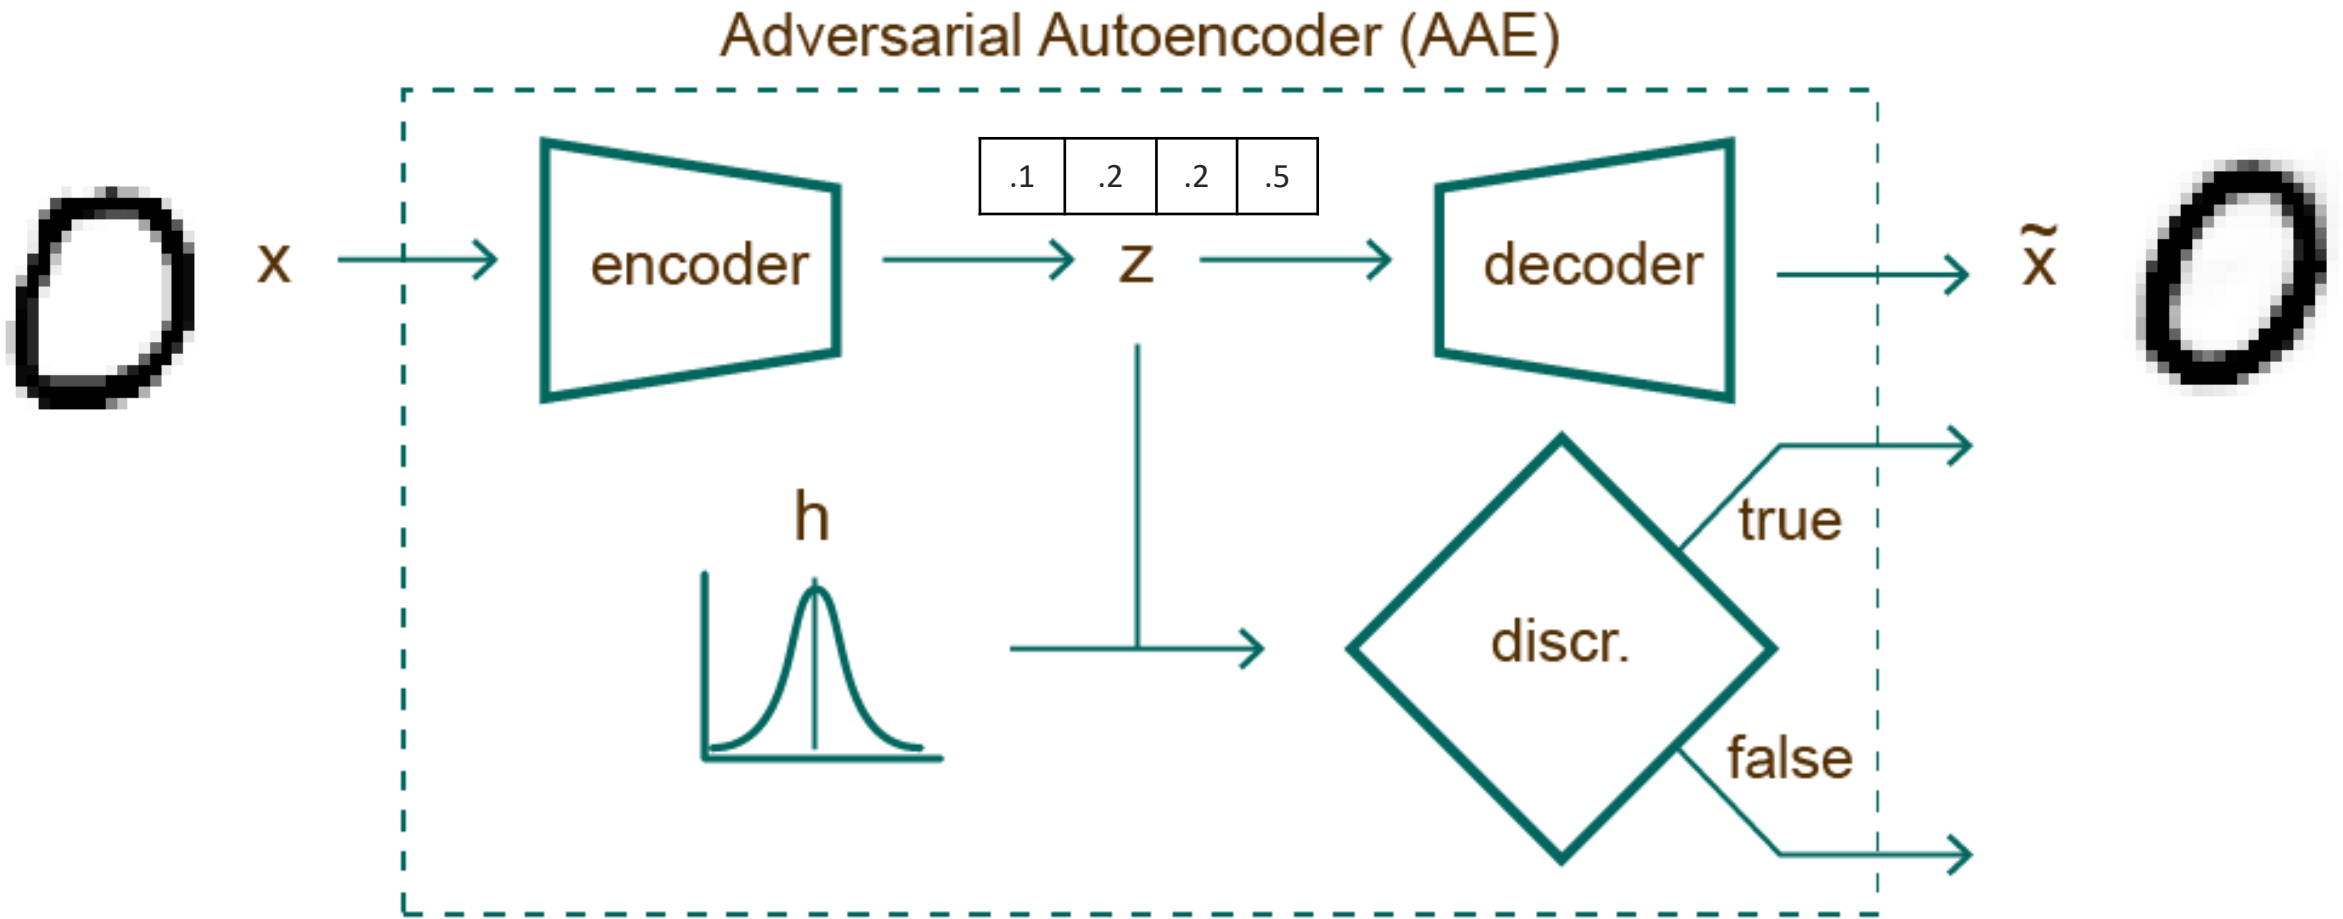 Adversarial Autoencoder (AAE)
.1 .2 .2 .5
x encoder z decoder x̃
h
true
discr.
false